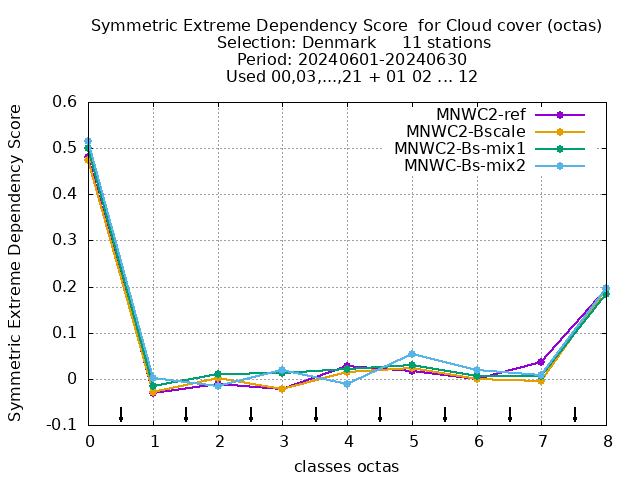 Symmetric Extreme Dependency Score  for Cloud cover (octas)
Selection: Denmark     11 stations
Period: 20240601-20240630
Used 00,03,...,21 + 01 02 ... 12
Symmetric Extreme Dependency Score
0.6
0.5
0.4
0.3
0.2
0.1
0
-0.1
MNWC2-ref
MNWC2-Bscale
MNWC2-Bs-mix1
MNWC-Bs-mix2
0 1 2 3 4 5 6 7 8
classes octas